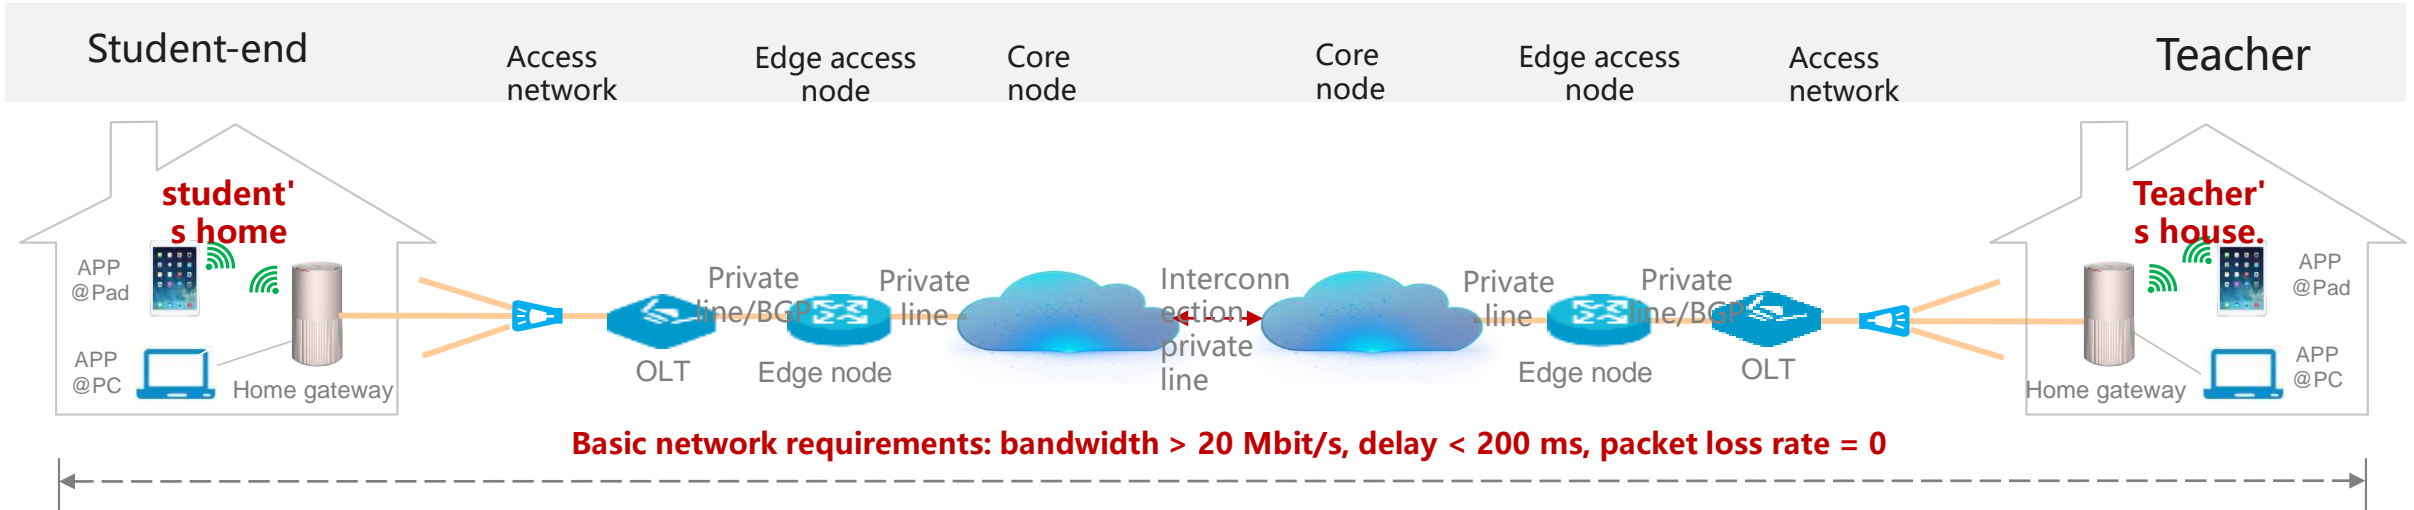 Student-end
Access
network
Edge access
node
Core
node
Core
node
Edge access
node
Access
network
Teacher
student'
s home
APP
@Pad
APP
@PC
Home gateway
OLT
Private
line/BGP
Edge node
Private
line
Interconn
ection
private
line
Private
line
Edge node
Private
line/BGP
OLT
Teacher'
s house.
APP
@Pad
APP
@PC
Home gateway
Basic network requirements: bandwidth > 20 Mbit/s, delay < 200 ms, packet loss rate = 0